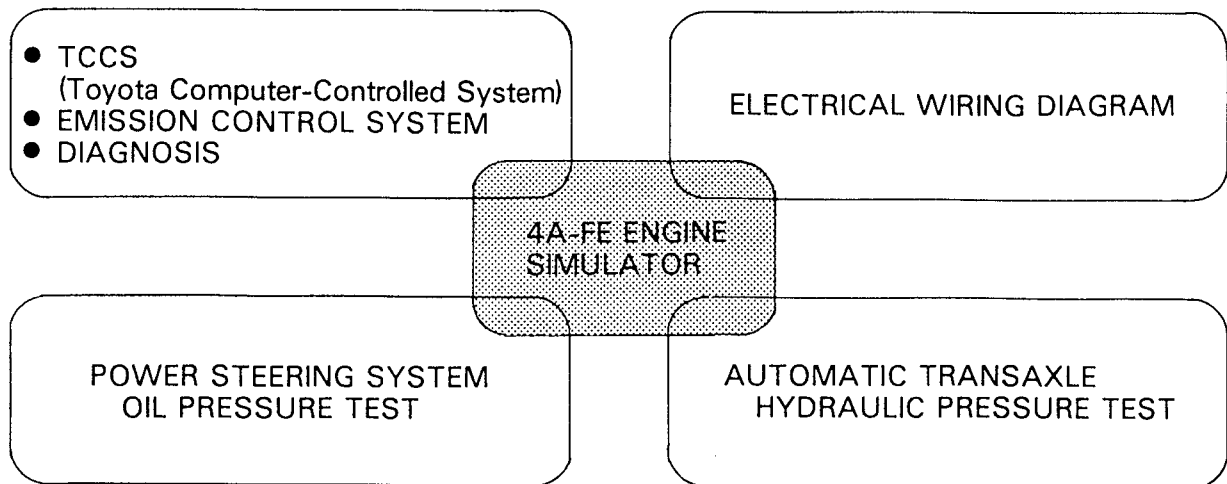 ● TCCS
(Toyota Computer-Controlled System)
● EMISSION CONTROL SYSTEM
● DIAGNOSIS
ELECTRICAL WIRING DIAGRAM
4A-FE ENGINE
SIMULATOR
POWER STEERING SYSTEM
OIL PRESSURE TEST
AUTOMATIC TRANSAXLE
HYDRAULIC PRESSURE TEST